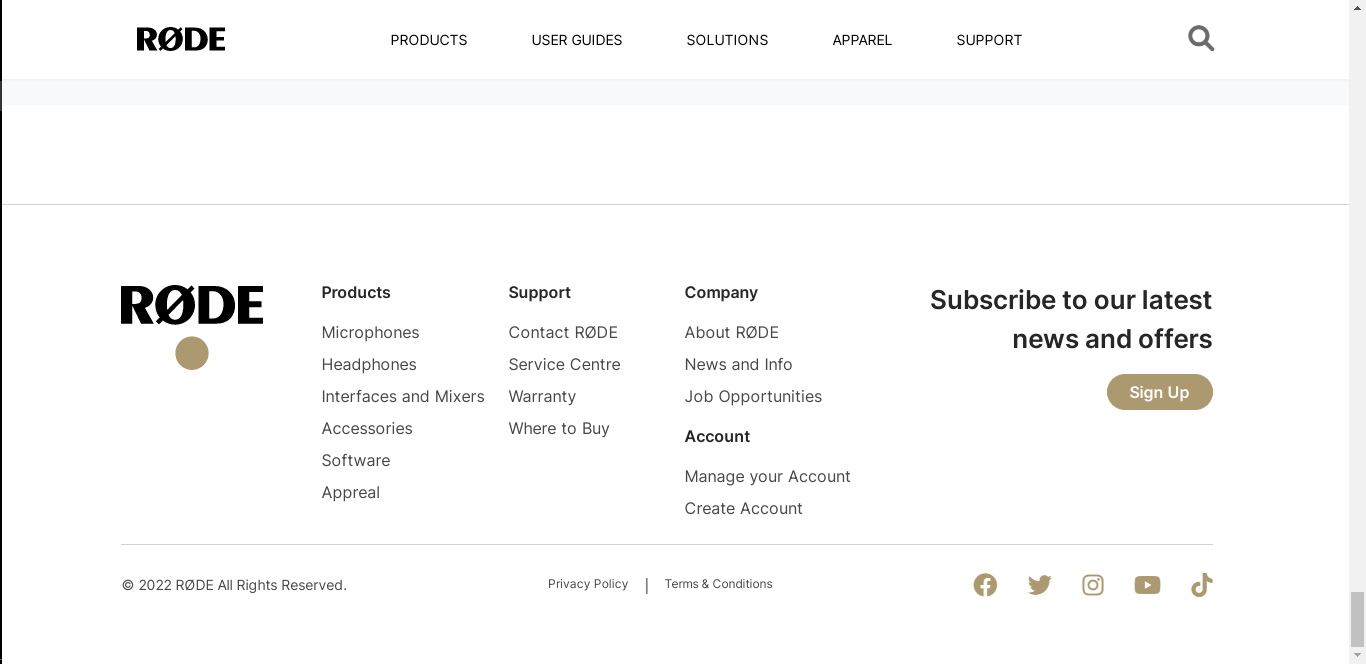 RØDE
PRODUCTS
USER GUIDES
SOLUTIONS
APPAREL
SUPPORT
RØDE
Products
Microphones
Headphones
Interfaces and Mixers
Accessories
Software
Appreal
Support
Contact RØDE
Service Centre
Warranty
Where to Buy
Company
About RØDE
News and Info
Job Opportunities
Account
Manage your Account
Create Account
Subscribe to our latest
news and offers
Sign Up
© 2022 RØDE All Rights Reserved.
Privacy Policy | Terms & Conditions